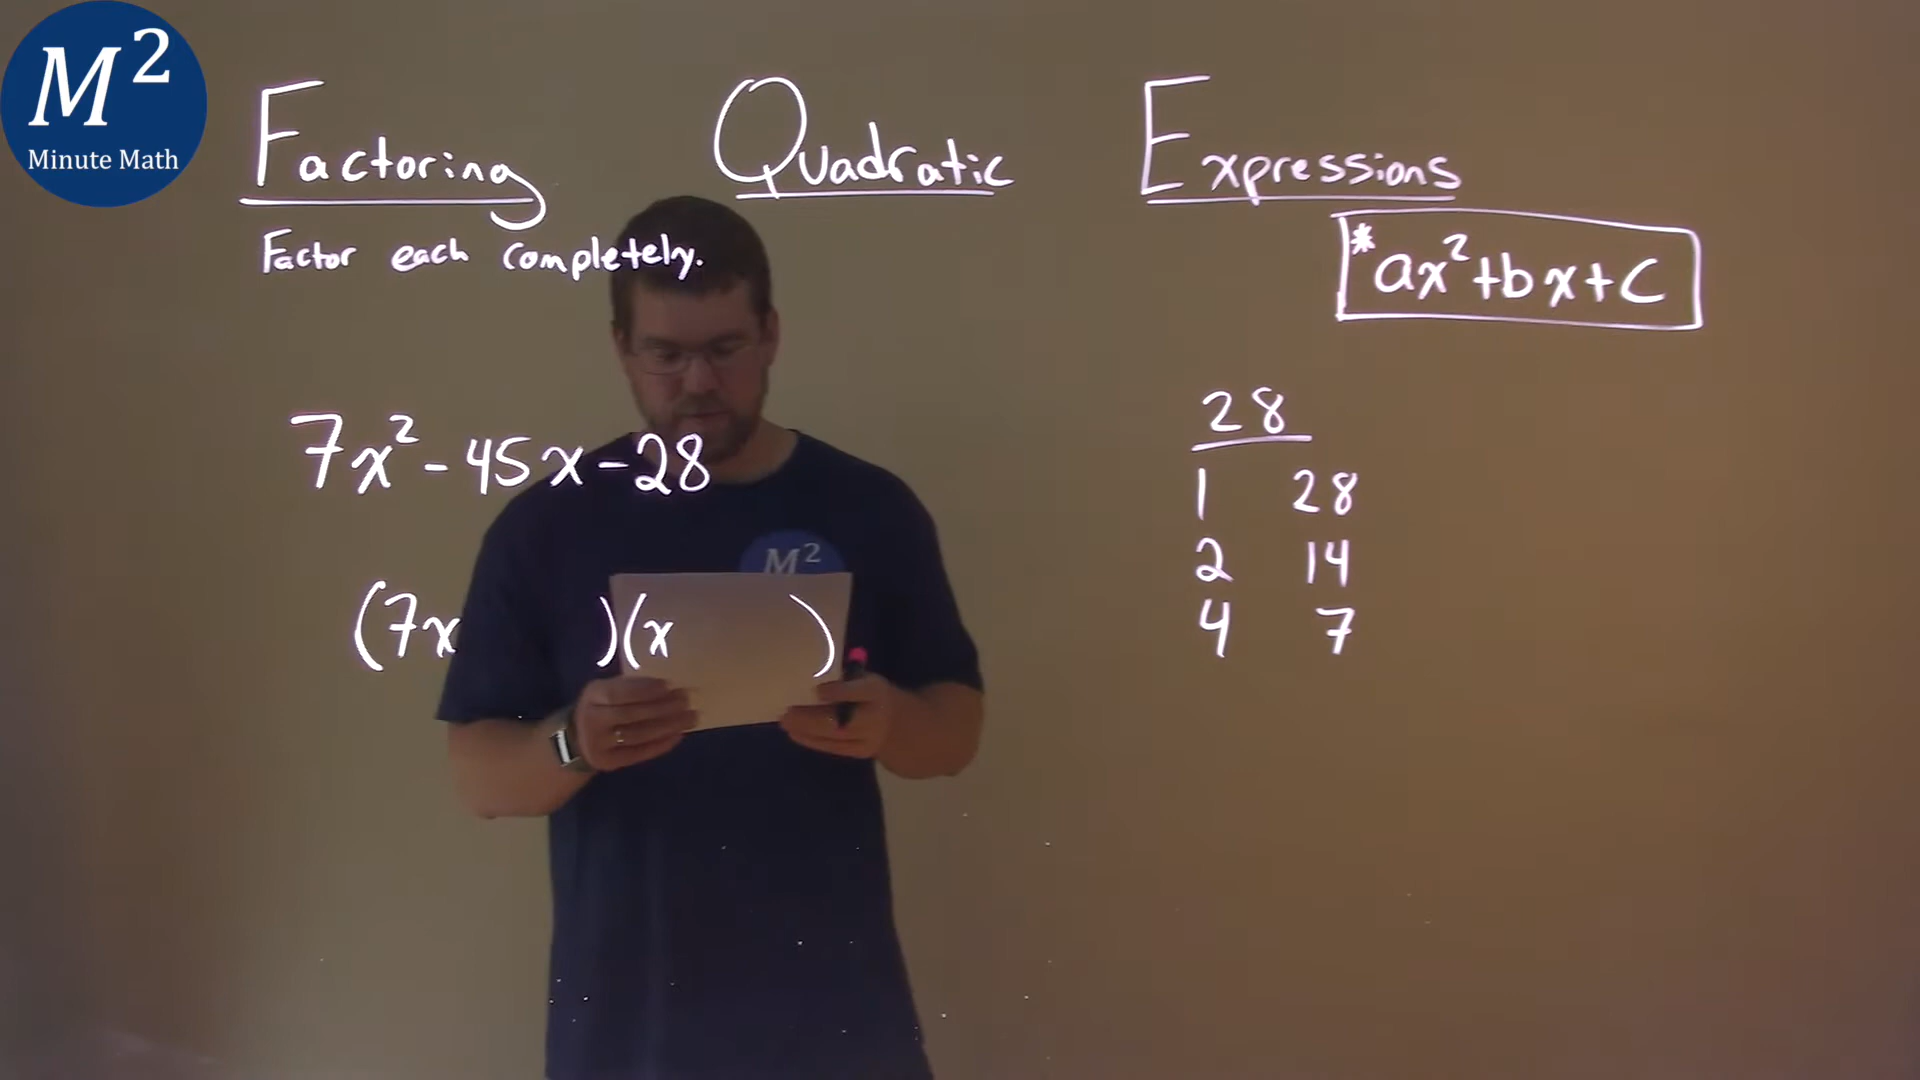 M²
Minute Math
Factoring Quadratic Expressions
Factor each completely.
*ax²+bx+c
7x²-45x-28
28
1 28
2 14
4 7
M²
(7x )(x )